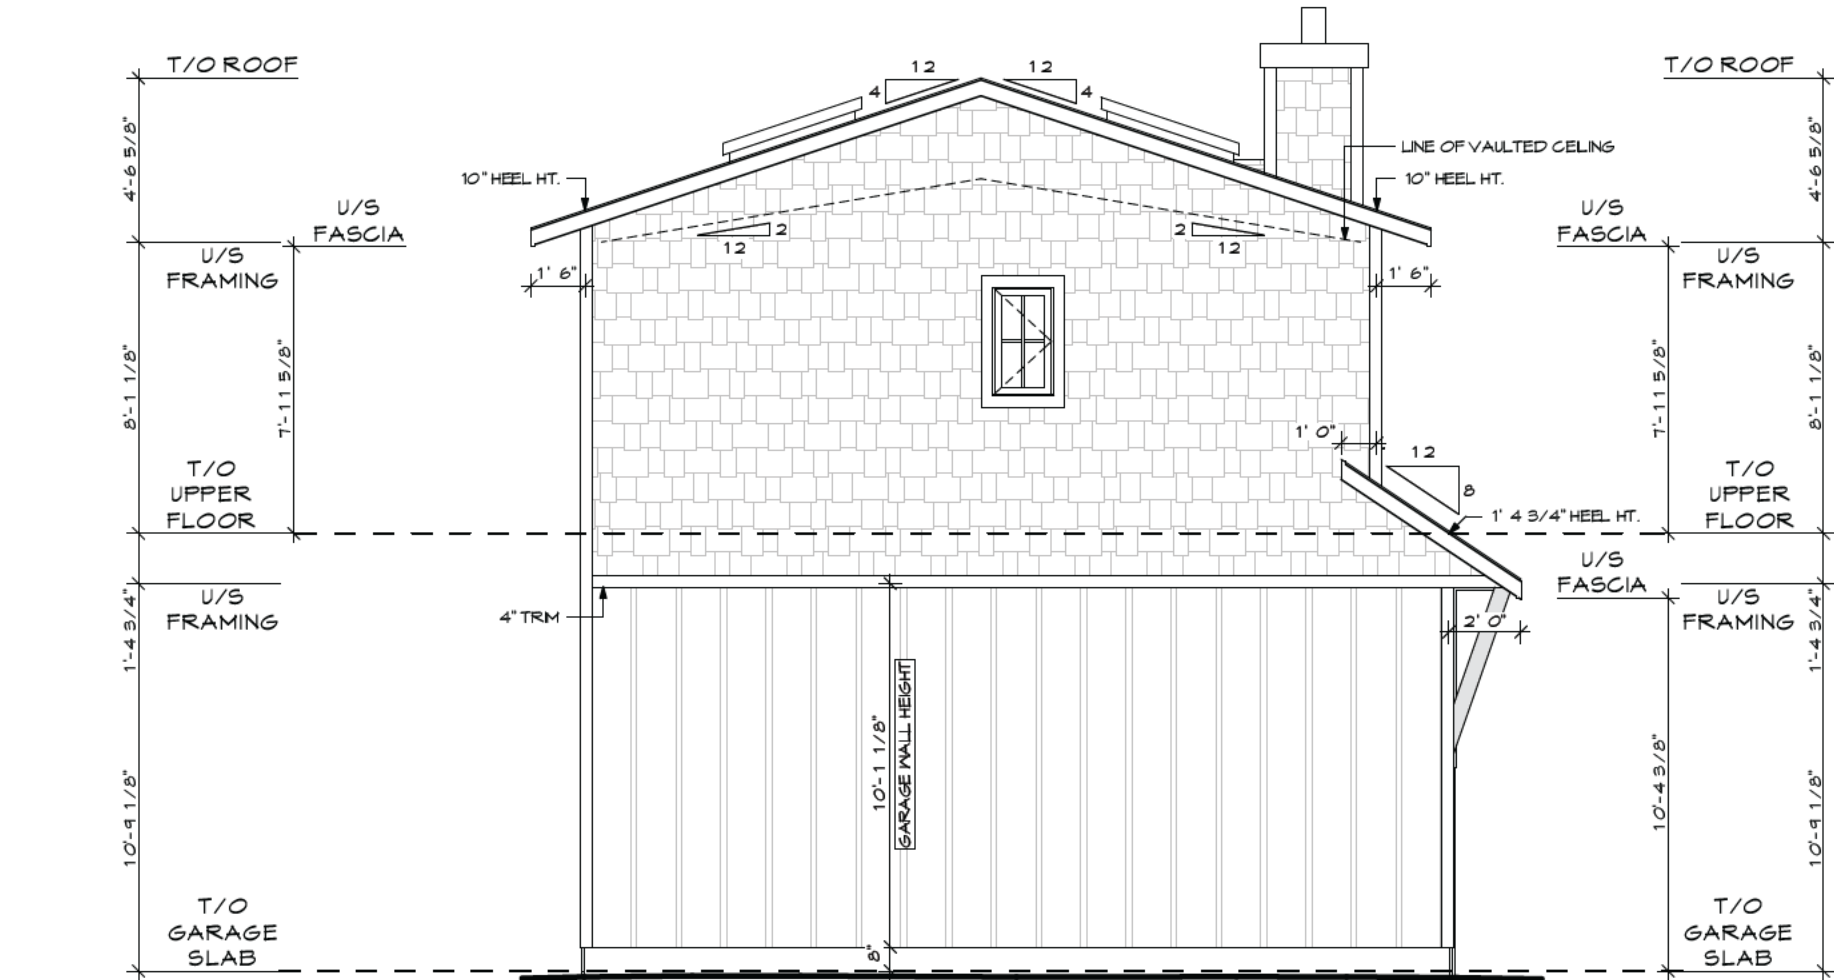 T/O ROOF
12
12
T/O ROOF
4
4
4'-6 5/8"
4'-6 5/8"
LINE OF VAULTED CELING
10" HEEL HT.
10" HEEL HT.
U/S
FASCIA
U/S
FASCIA
2
12
2
12
U/S
FRAMING
U/S
FRAMING
1' 6"
1' 6"
8'-1 1/8"
7'-11 5/8"
7'-11 5/8"
8'-1 1/8"
1' 0"
12
8
T/O
UPPER
FLOOR
T/O
UPPER
FLOOR
1' 4 3/4" HEEL HT.
U/S
FASCIA
U/S
FRAMING
U/S
FRAMING
4" TRIM
2' 0"
1'-4 3/4"
1'-4 3/4"
10'-1 1/8"
GARAGE WALL HEIGHT
10'-9 1/8"
10'-4 3/8"
10'-9 1/8"
T/O
GARAGE
SLAB
8"
T/O
GARAGE
SLAB